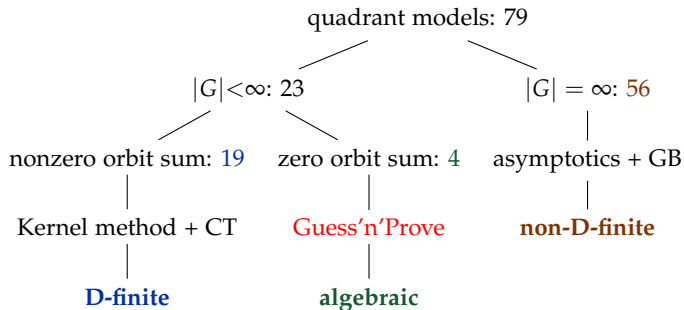 quadrant models: 79
|G|<∞: 23
|G| = ∞: 56
nonzero orbit sum: 19
zero orbit sum: 4
asymptotics + GB
Kernel method + CT
Guess'n'Prove
non-D-finite
D-finite
algebraic